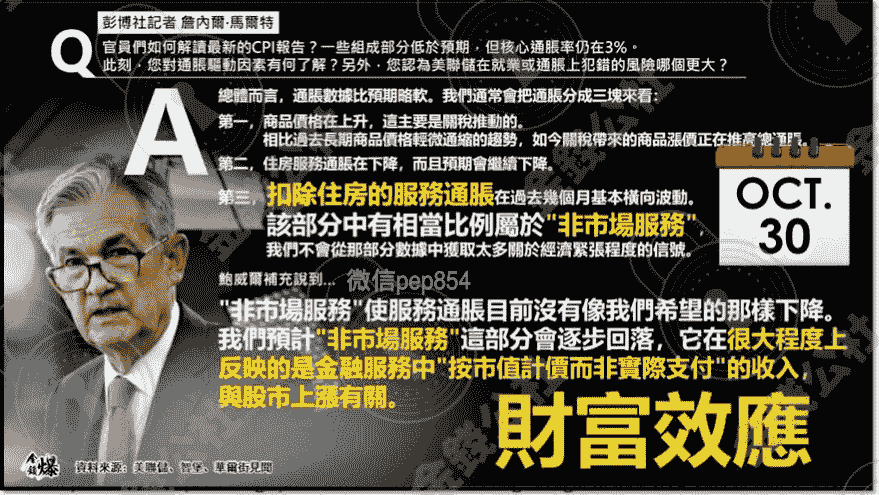 彭博社記者 詹內爾·馬爾特
Q
官員們如何解讀最新的CPI報告？一些組成部分低於預期，但核心通脹率仍在3%。
此刻，您對通脹驅動因素有何了解？另外，您認為美聯儲在就業或通脹上犯錯的風險哪個更大？
A
總體而言，通脹數據比預期略軟。我們通常會把通脹分成三塊來看：
第一，商品價格在上升，這主要是關稅推動的。
相比過去長期商品價格輕微通縮的趨勢，如今關稅帶來的商品漲價正在推高總通脹。
第二，住房服務通脹在下降，而且預期會繼續下降。
第三，扣除住房的服務通脹在過去幾個月基本橫向波動。
該部分中有相當比例屬於"非市場服務"，
我們不會從那部分數據中獲取太多關於經濟緊張程度的信號。
OCT.
30
鮑威爾補充說到... 微信pep854
"非市場服務"使服務通脹目前沒有像我們希望的那樣下降。
我們預計"非市場服務"這部分會逐步回落，它在很大程度上
反映的是金融服務中"按市值計價而非實際支付"的收入，
與股市上漲有關。
財富效應
金錢爆
資料來源：美聯儲、智堡、華爾街見聞